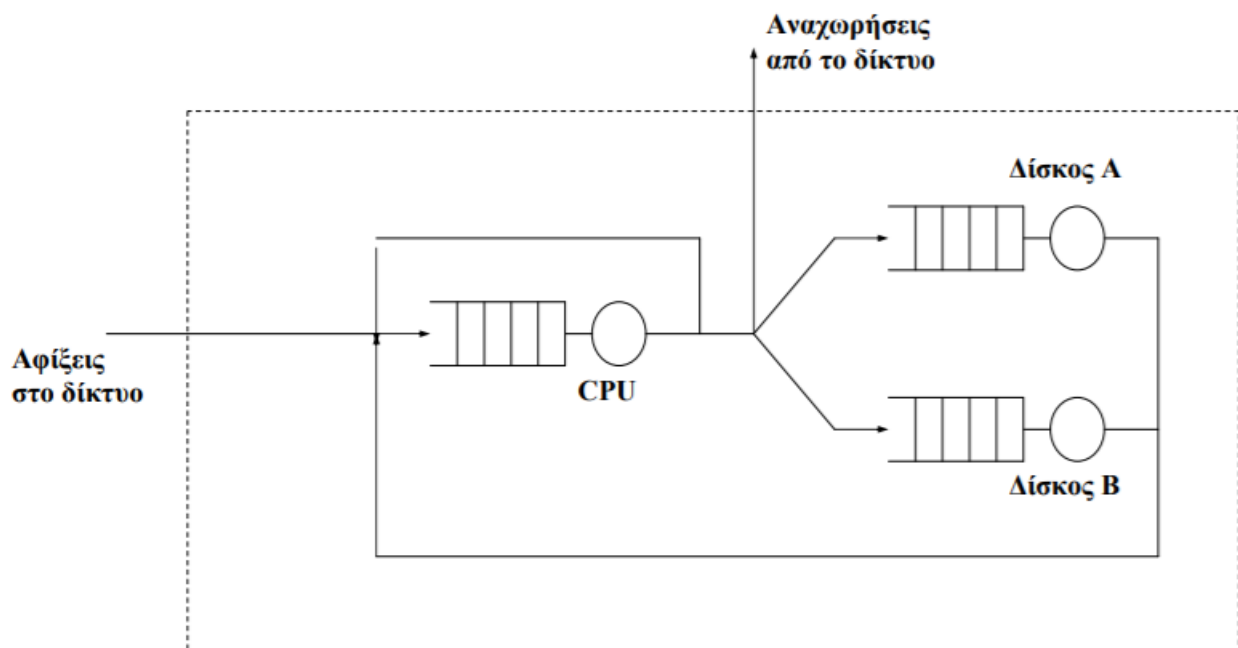 Αναχωρήσεις
από το δίκτυο
Δίσκος Α
Αφίξεις
στο δίκτυο
CPU
Δίσκος Β